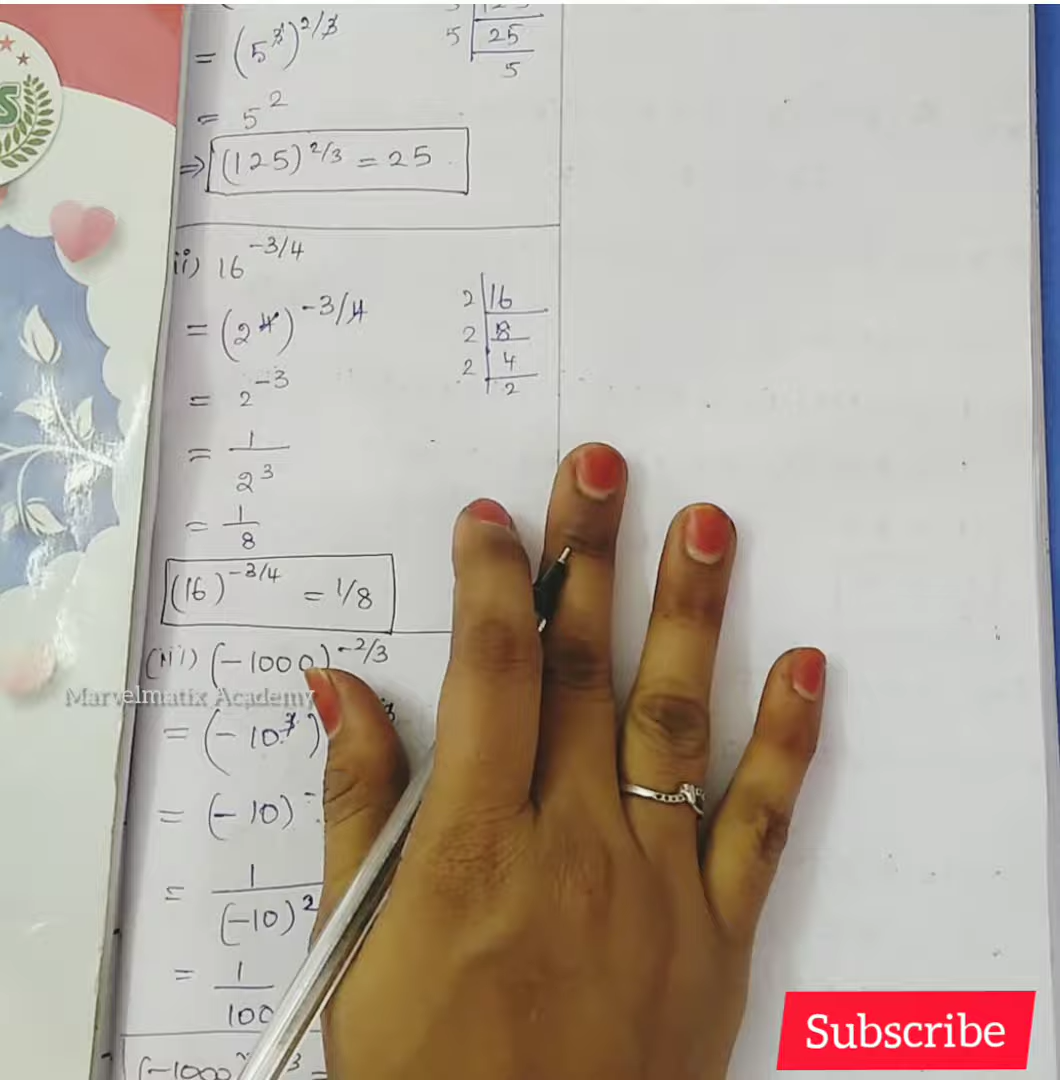 = (5³)^2/3
5 | 25
5
= 5²
⇒ (125)^2/3 = 25
ii) 16^-3/4
= (2⁴)^-3/4
2 | 16
2 | 8
2 | 4
2
= 2^-3
= 1/2³
= 1/8
(16)^-3/4 = 1/8
(iii) (-1000)^-2/3
Marvelmatix Academy
= (-10³)
= (-10)^-
= 1/(-10)²
= 1/100
(-1000)
3 =
S
Subscribe